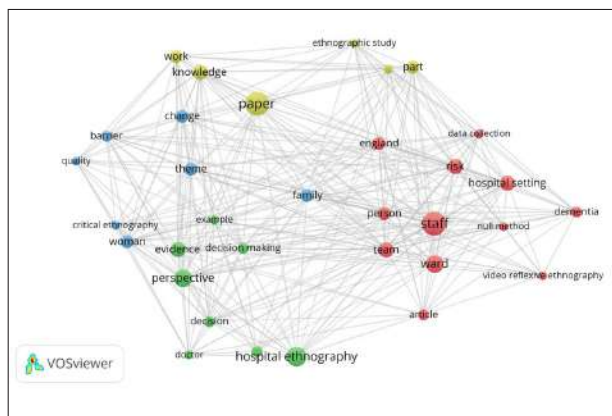 ethnographic study
work
knowledge
part
paper
change
england
data collection
barrier
quality
theme
risk
hospital setting
family
example
person
staff
null method
dementia
critical ethnography
woman
evidence
decision making
team
perspective
ward
video reflexive ethnography
decision
article
doctor
hospital ethnography
VOSviewer